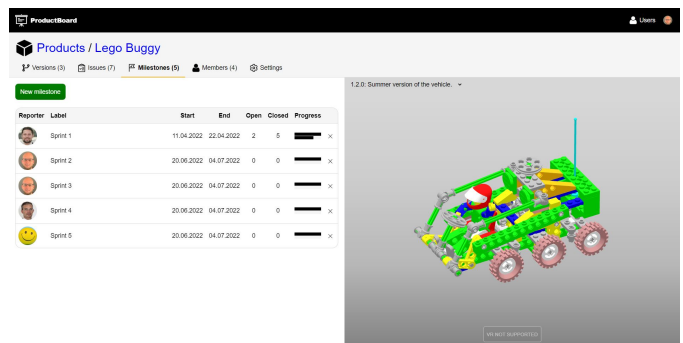 ProductBoard
Users
Products / Lego Buggy
Versions (3) Issues (7) Milestones (5) Members (4) Settings
New milestone
1.2.0: Summer version of the vehicle.
Reporter Label Start End Open Closed Progress
Sprint 1 11.04.2022 22.04.2022 2 5
Sprint 2 20.06.2022 04.07.2022 0 0
Sprint 3 20.06.2022 04.07.2022 0 0
Sprint 4 20.06.2022 04.07.2022 0 0
Sprint 5 20.06.2022 04.07.2022 0 0
VR NOT SUPPORTED